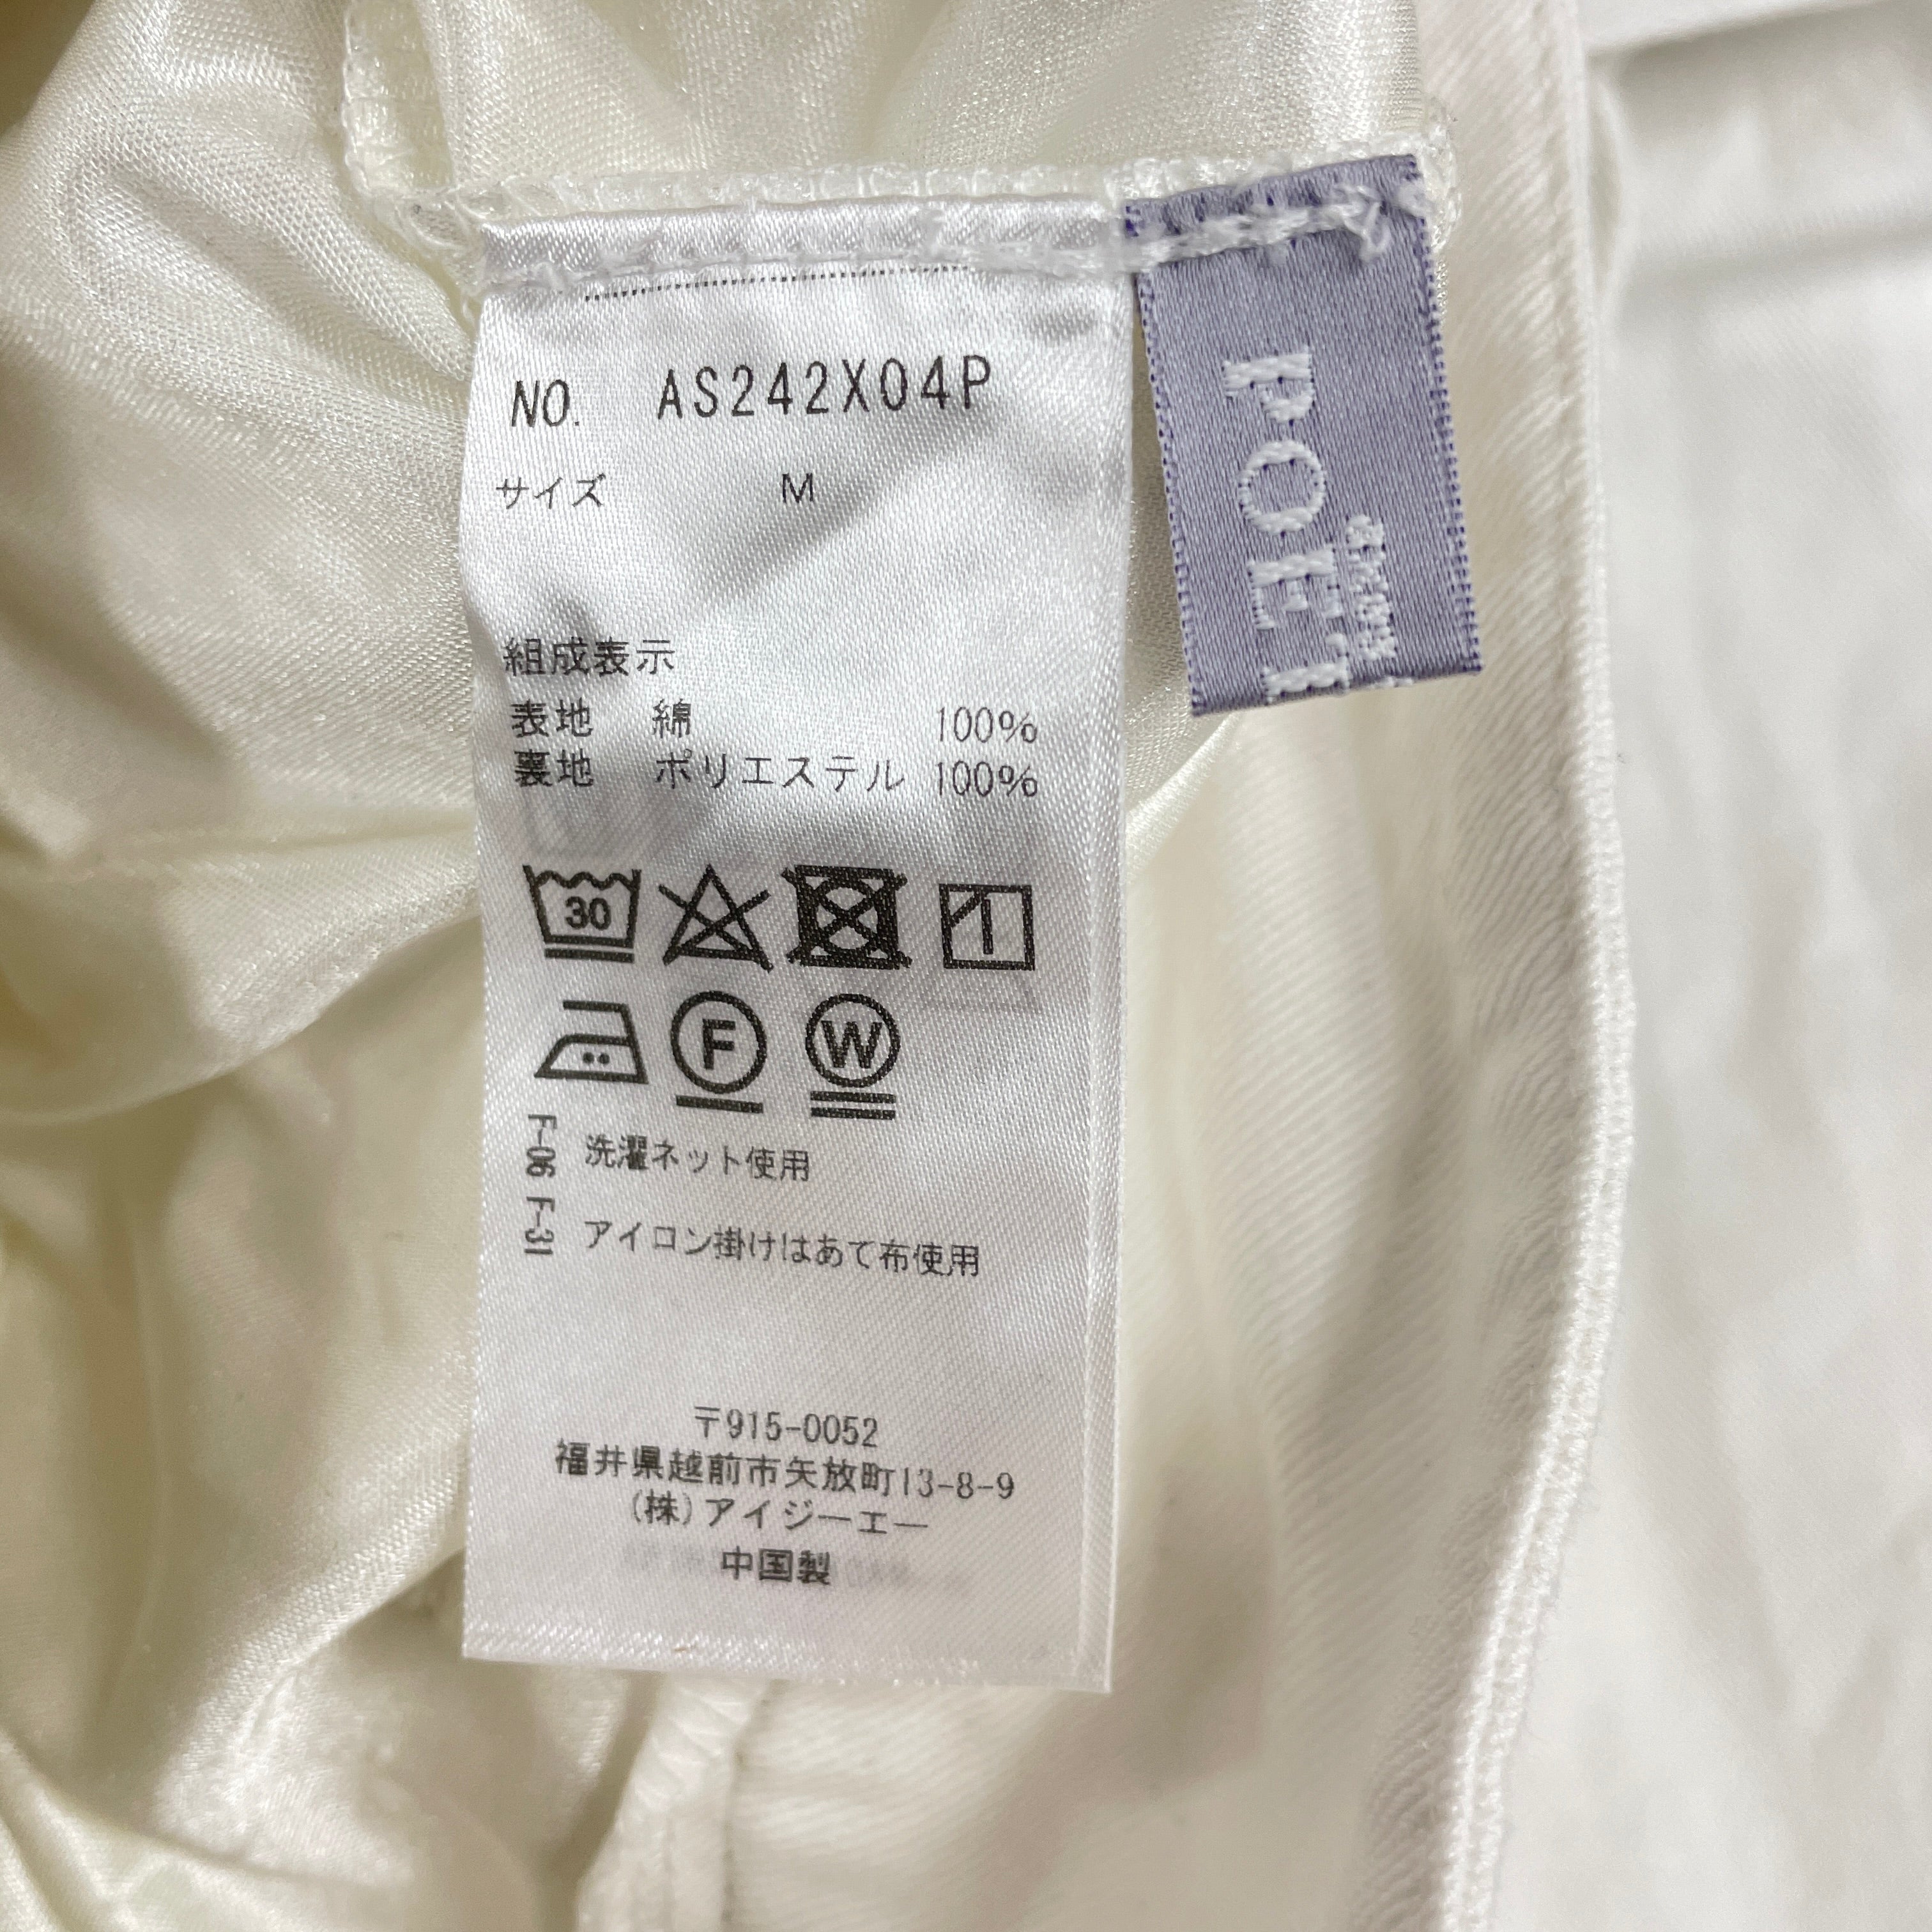 NO. AS242X04P
サイズ M
組成表示
表地 綿 100%
裏地 ポリエステル 100%
30
F W
F-06 洗濯ネット使用
F-31 アイロン掛けはあて布使用
〒915-0052
福井県越前市矢放町13-8-9
(株)アイジーエー
中国製
POET